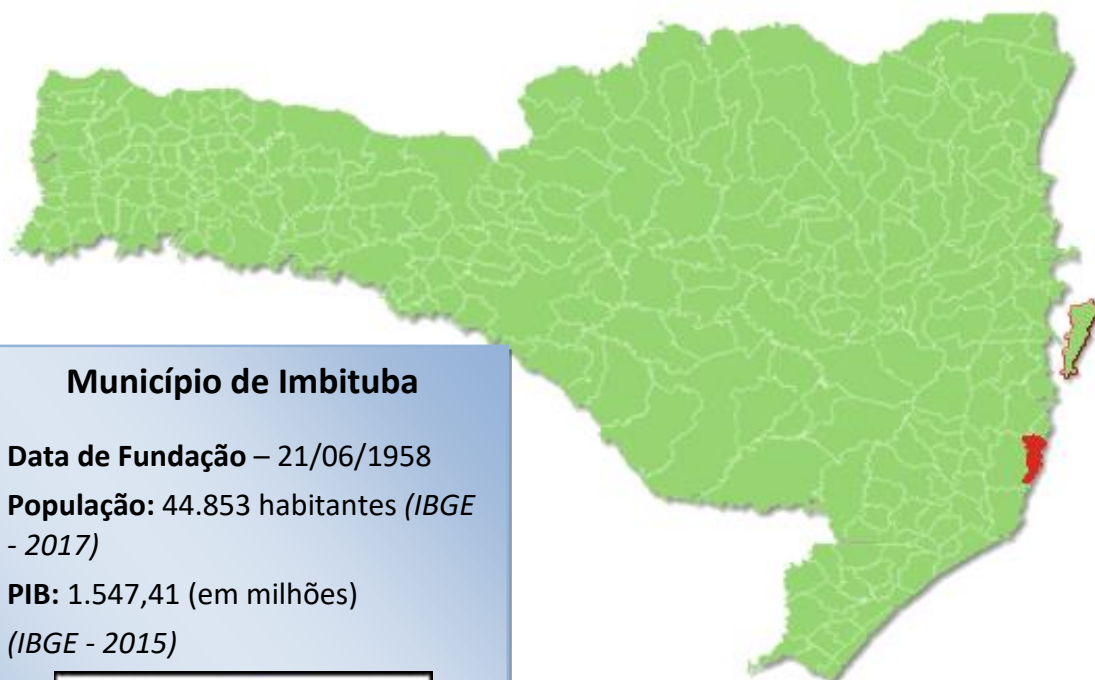 Município de Imbituba
Data de Fundação – 21/06/1958
População: 44.853 habitantes (IBGE
- 2017)
PIB: 1.547,41 (em milhões)
(IBGE - 2015)